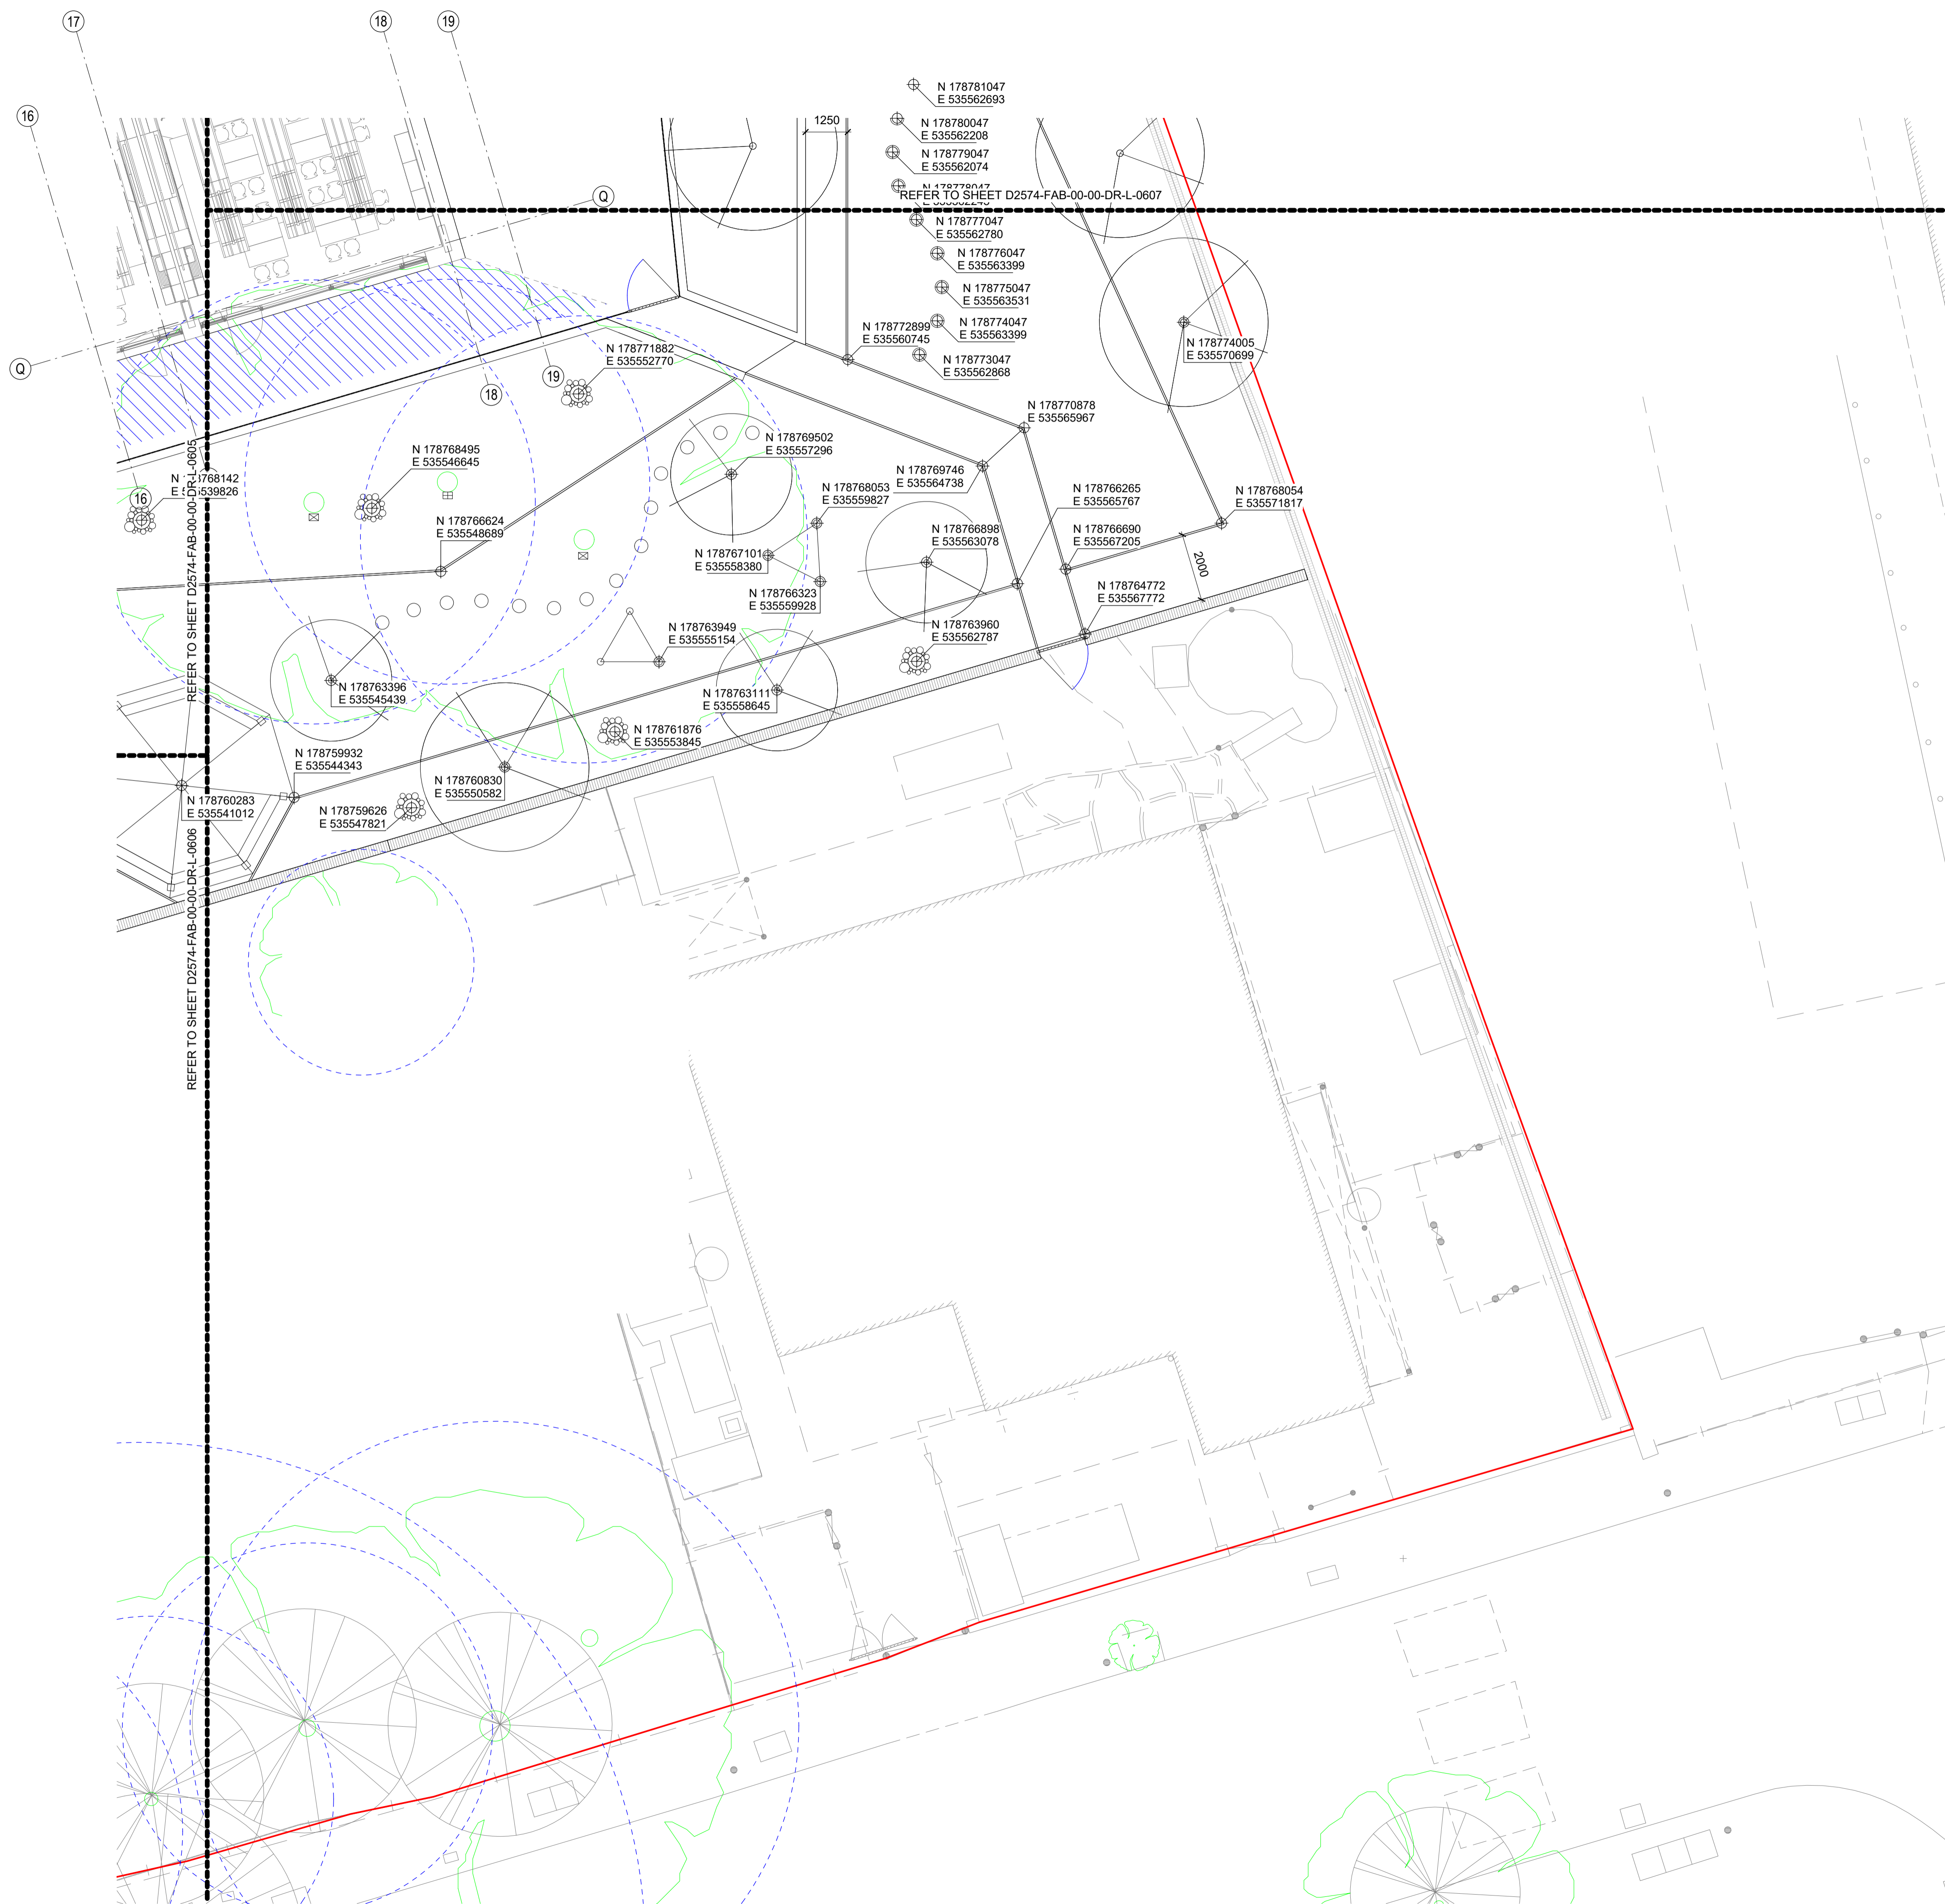 17
18
19
16
N 178781047
E 535562693
1250
N 178780047
E 535562208
N 178779047
E 535562074
N 178778047
REFER TO SHEET D2574-FAB-00-00-DR-L-0607
Q
N 178777047
E 535562780
N 178776047
E 535563399
N 178775047
E 535563531
N 178774047
E 535563399
N 178772899
E 535560745
N 178774005
E 535570699
N 178771882
E 535552770
N 178773047
E 535562868
Q
19
18
N 178770878
E 535565967
N 178769502
E 535557296
N 178768495
E 535546645
N 178769746
E 535564738
16
N 178768053
E 535559827
N 178766265
E 535565767
N 178768054
E 535571817
REFER TO SHEET D2574-FAB-00-00-DR-L-0605
N 178766624
E 535548689
N 178766898
E 535563078
N 178766690
E 535567205
2000
N 178767101
E 535558380
N 178766323
E 535559928
N 178764772
E 535567772
N 178763949
E 535555154
N 178763960
E 535562787
N 178763396
E 535545439
N 178763111
E 535558645
N 178761876
E 535553845
N 178759932
E 535544343
N 178760830
E 535550582
N 178760283
E 535541012
N 178759626
E 535547821
REFER TO SHEET D2574-FAB-00-00-DR-L-0606